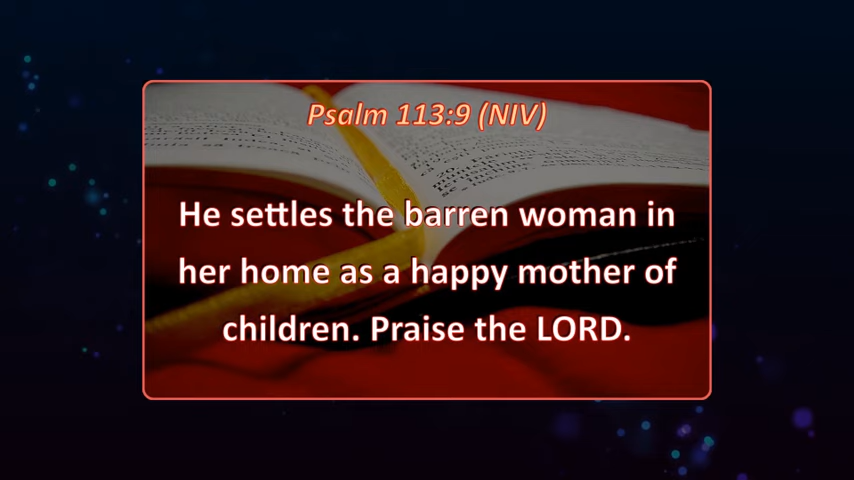 Psalm 113:9 (NIV)
He settles the barren woman in
her home as a happy mother of
children. Praise the LORD.